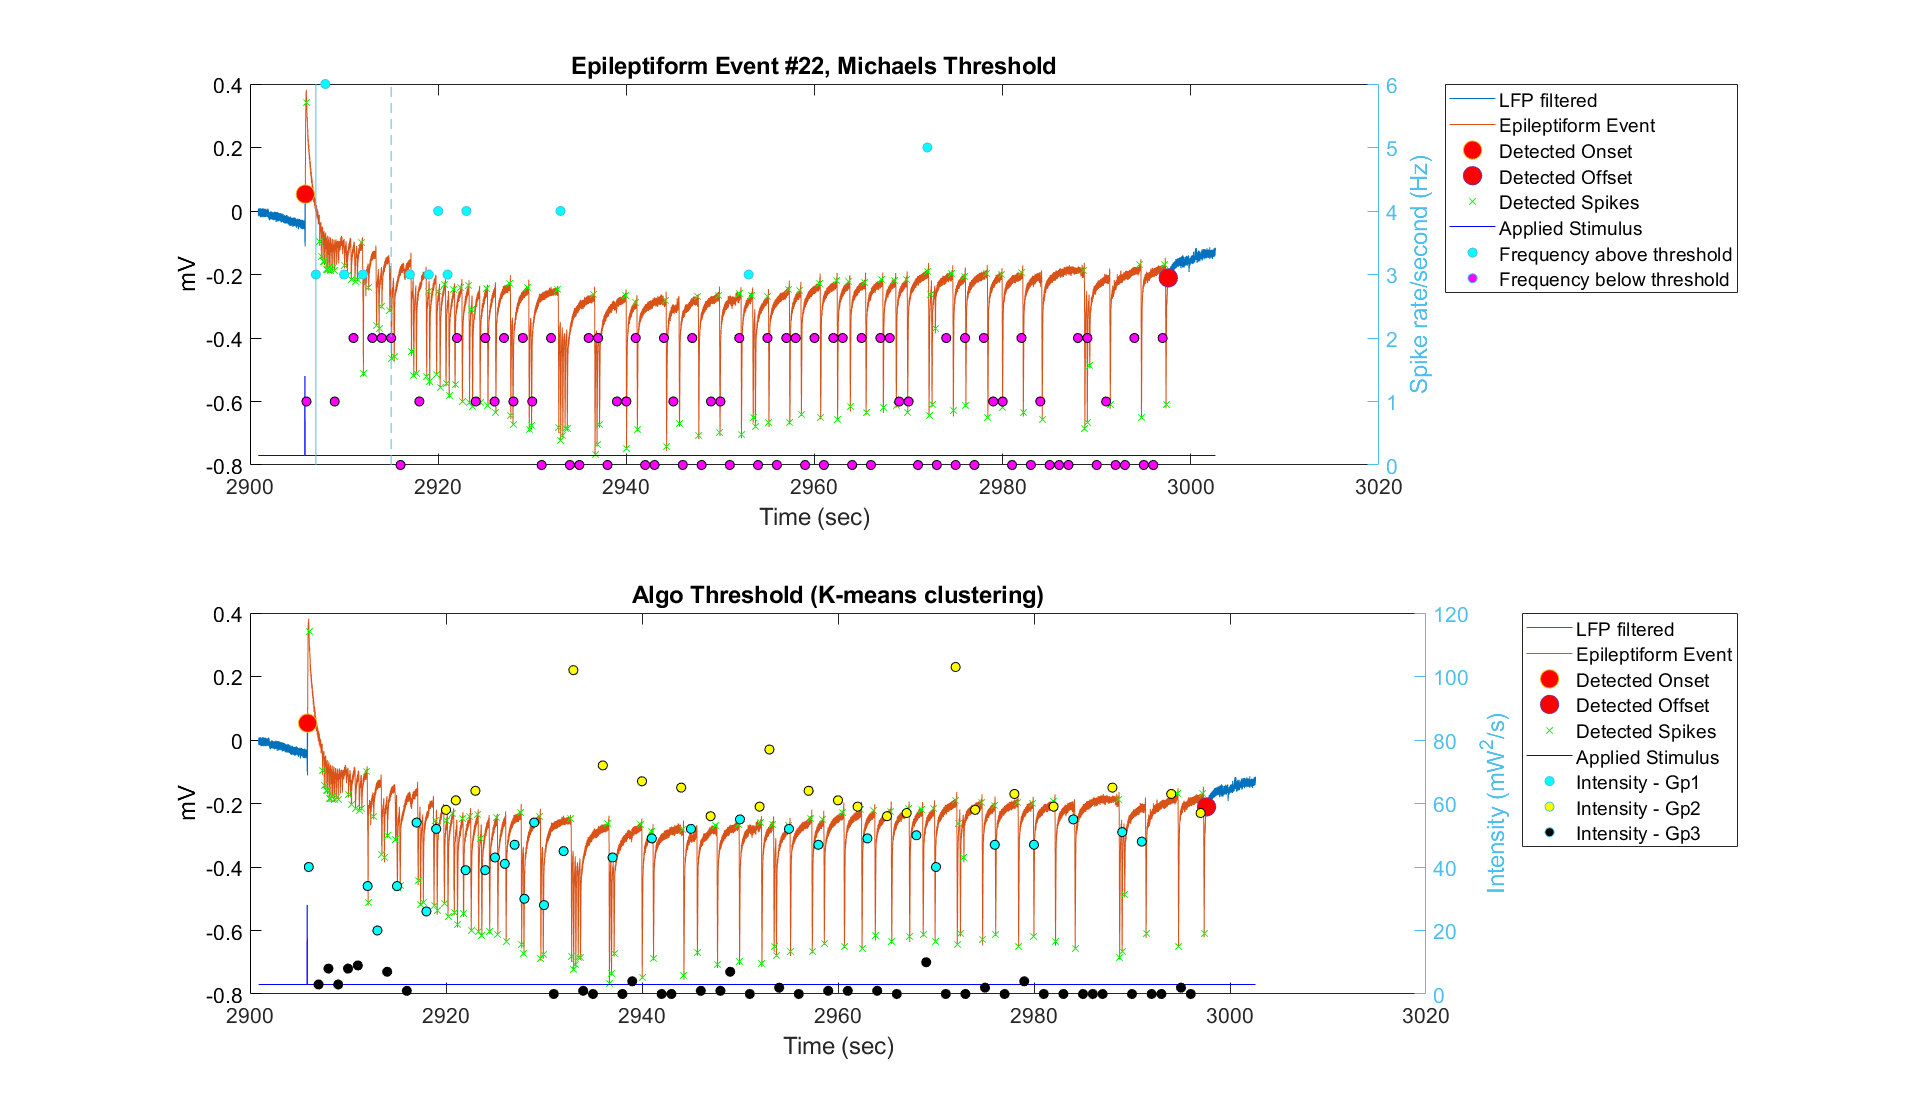 Epileptiform Event #22, Michaels Threshold
0.4
0.2
0
-0.2
-0.4
-0.6
-0.8
mV
2900
2920
2940
2960
2980
3000
3020
Time (sec)
6
5
4
3
2
1
0
Spike rate/second (Hz)
LFP filtered
Epileptiform Event
Detected Onset
Detected Offset
Detected Spikes
Applied Stimulus
Frequency above threshold
Frequency below threshold
Algo Threshold (K-means clustering)
0.4
0.2
0
-0.2
-0.4
-0.6
-0.8
mV
2900
2920
2940
2960
2980
3000
3020
Time (sec)
120
100
80
60
40
20
0
Intensity (mW²/s)
LFP filtered
Epileptiform Event
Detected Onset
Detected Offset
Detected Spikes
Applied Stimulus
Intensity - Gp1
Intensity - Gp2
Intensity - Gp3